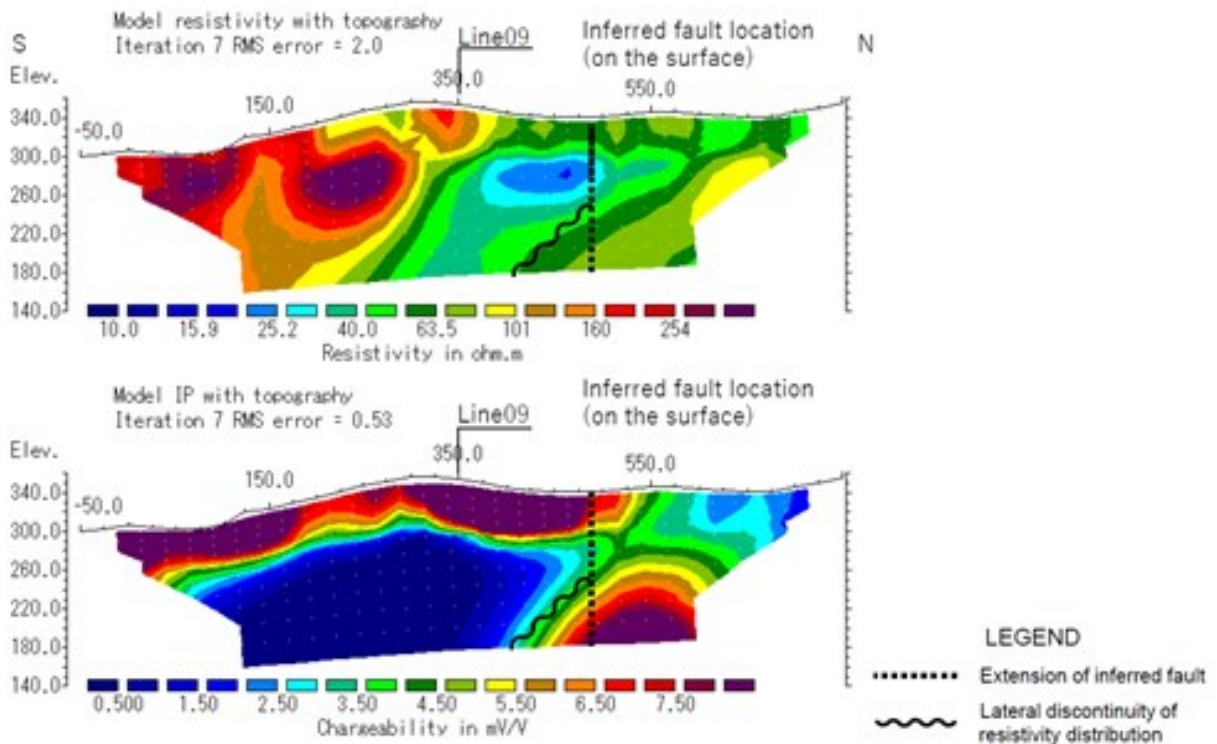 Model resistivity with topography
Iteration 7 RMS error = 2.0
Line09
Inferred fault location
(on the surface)
S
N
Elev.
350.0
550.0
150.0
-50.0
340.0
300.0
260.0
220.0
180.0
140.0
10.0 15.9 25.2 40.0 63.5 101 160 254
Resistivity in ohm.m
Model IP with topography
Iteration 7 RMS error = 0.53
Line09
Inferred fault location
(on the surface)
Elev.
350.0
550.0
150.0
-50.0
340.0
300.0
260.0
220.0
180.0
140.0
0.500 1.50 2.50 3.50 4.50 5.50 6.50 7.50
Chargeability in mV/V
LEGEND
Extension of inferred fault
Lateral discontinuity of
resistivity distribution